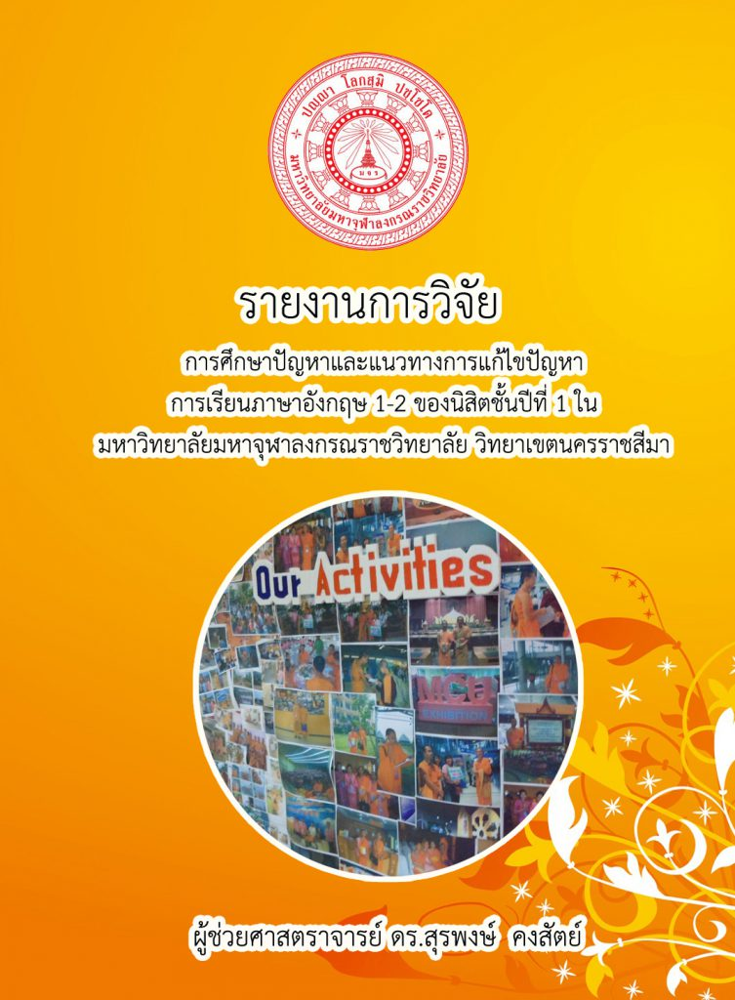 ปญฺญา โลกสฺมิ ปชฺโชโต
ม จ ร
มหาวิทยาลัยมหาจุฬาลงกรณราชวิทยาลัย
รายงานการวิจัย
การศึกษาปัญหาและแนวทางการแก้ไขปัญหา
การเรียนภาษาอังกฤษ 1-2 ของนิสิตชั้นปีที่ 1 ใน
มหาวิทยาลัยมหาจุฬาลงกรณราชวิทยาลัย วิทยาเขตนครราชสีมา
Our Activities
MCU
EXHIBITION
ผู้ช่วยศาสตราจารย์ ดร.สุรพงษ์ คงสัตย์